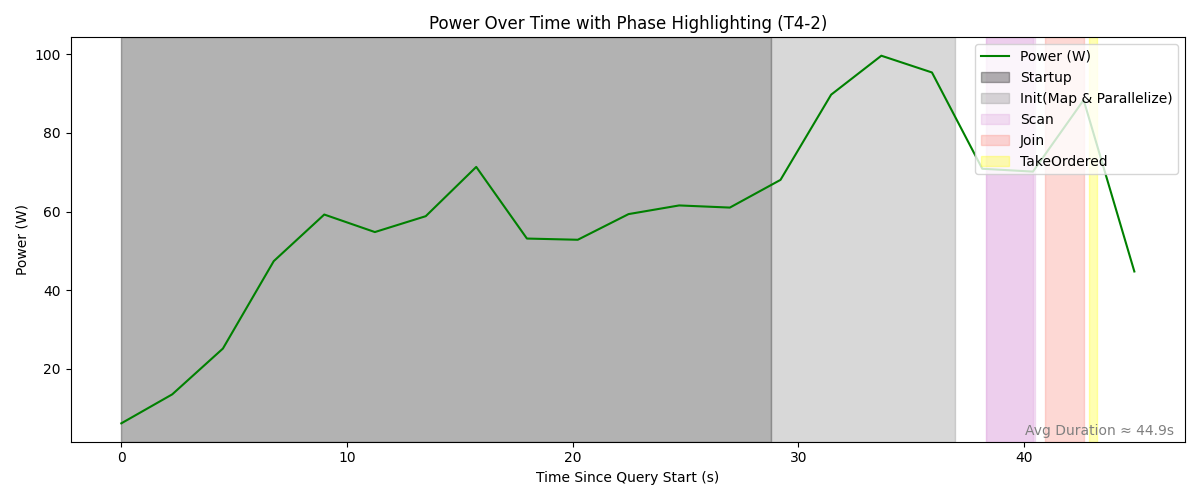 Power Over Time with Phase Highlighting (T4-2)
Power (W)
100
80
60
40
20
Power (W)
Startup
Init(Map & Parallelize)
Scan
Join
TakeOrdered
Avg Duration ≈ 44.9s
0
10
20
30
40
Time Since Query Start (s)